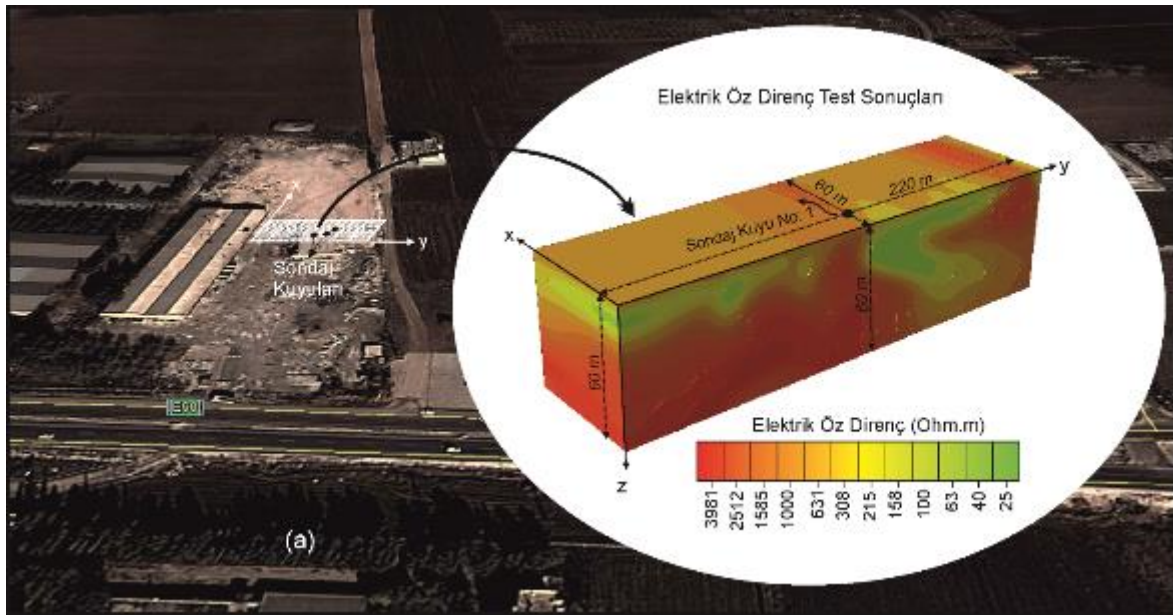 Elektrik Öz Direnç Test Sonuçları
y
60 m
220 m
Sondaj Kuyu No. 1
x
60 m
60 m
z
y
Sondaj
Kuyuları
E90
Elektrik Öz Direnç (Ohm.m)
3981 2512 1585 1000 631 308 215 158 100 63 40 25
(a)